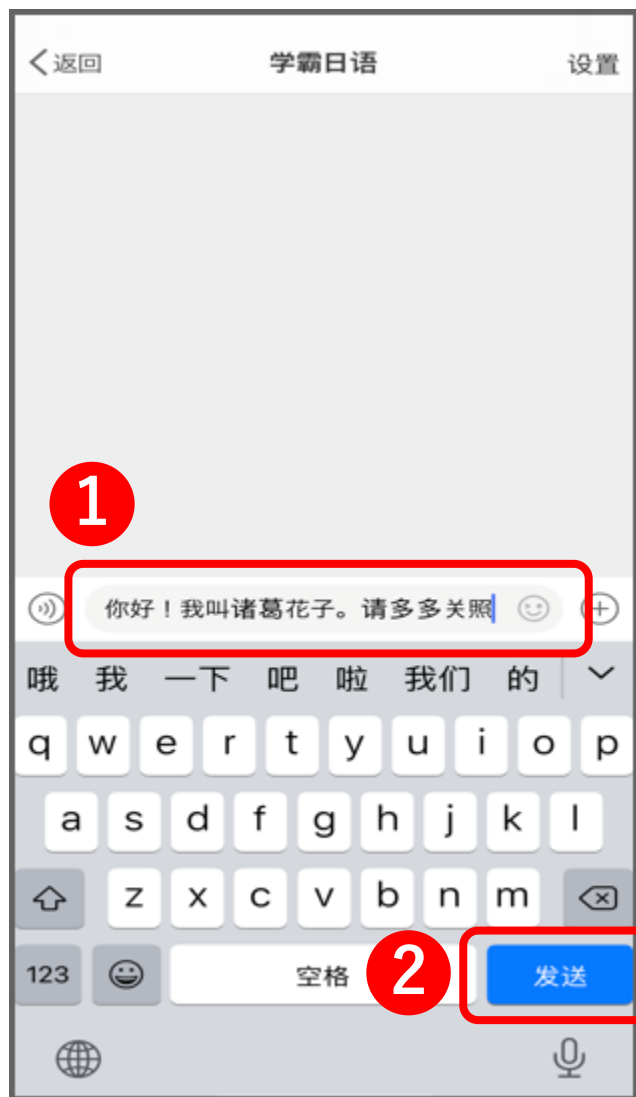 返回 学霸日语 设置
1
你好！我叫诸葛花子。请多多关照
哦 我 一下 吧 啦 我们 的
q w e r t y u i o p
a s d f g h j k l
z x c v b n m
123 空格 2 发送